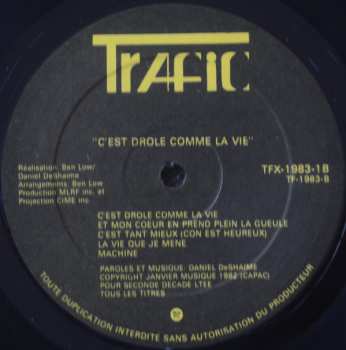 TRAFIC
"C'EST DROLE COMME LA VIE"
Réalisation: Ben Low/
Daniel DeShaime
Arrangements: Ben Low
Production MLRF inc. et
Projection CiME inc.
TFX-1983-1B
TF-1983-B
C'EST DROLE COMME LA VIE
ET MON COEUR EN PREND PLEIN LA GUEULE
C'EST TANT MIEUX (CON EST HEUREUX)
LA VIE QUE JE MENE
MACHINE
PAROLES ET MUSIQUE: DANIEL DeSHAIME
COPYRIGHT JANVIER MUSIQUE 1982 (CAPAC)
POUR SECONDE DECADE LTEE
TOUS LES TITRES
TOUTE DUPLICATION INTERDITE SANS AUTORISATION DU PRODUCTEUR